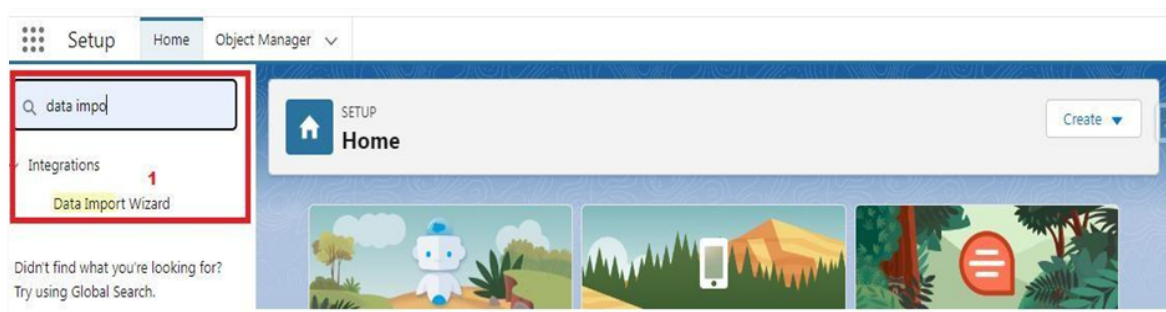 Setup Home Object Manager
data impo
Integrations
1
Data Import Wizard
Didn't find what you're looking for?
Try using Global Search.
SETUP
Home
Create